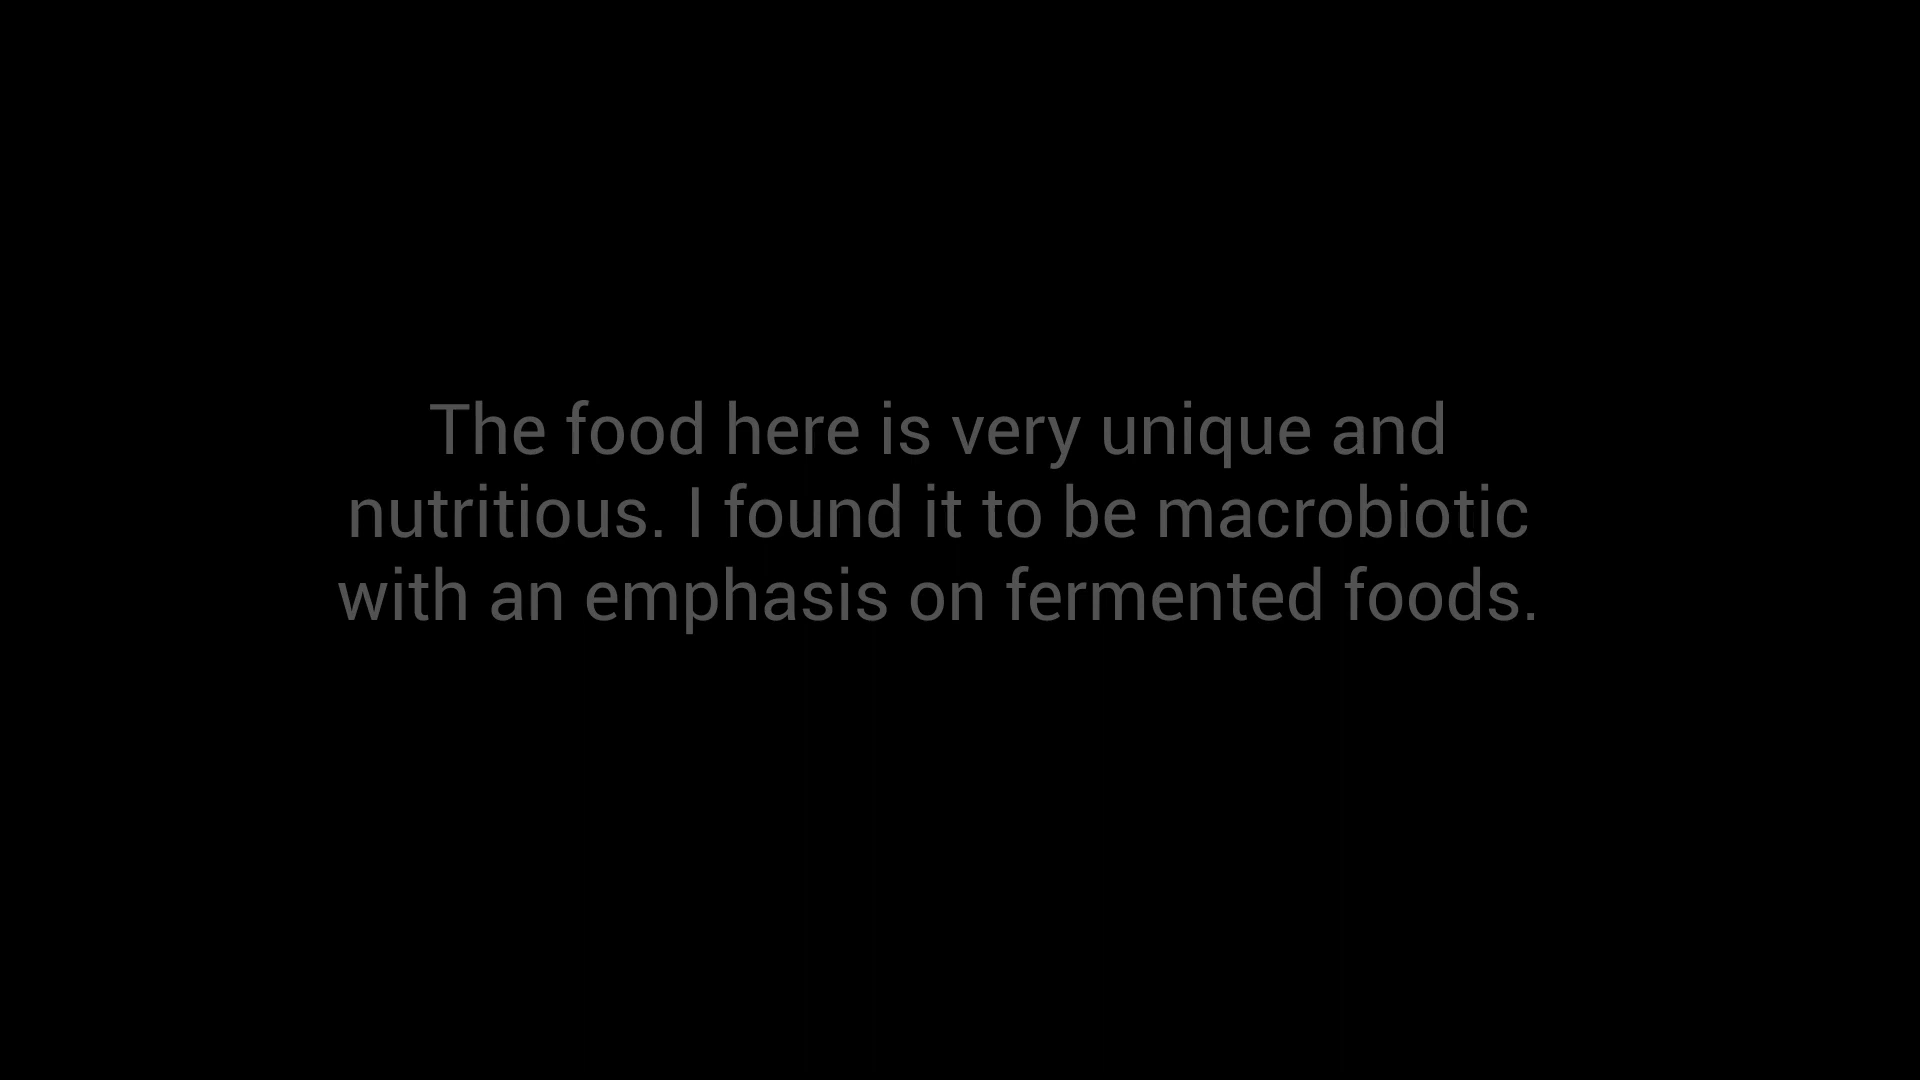 The food here is very unique and
nutritious. I found it to be macrobiotic
with an emphasis on fermented foods.